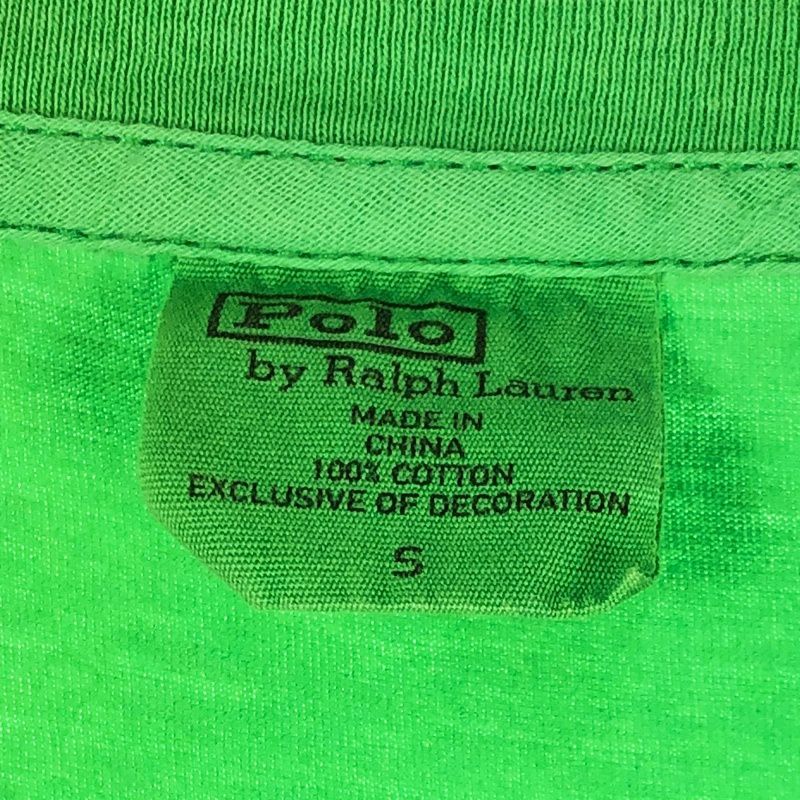 Polo
by Ralph Lauren
MADE IN
CHINA
100% COTTON
EXCLUSIVE OF DECORATION
S